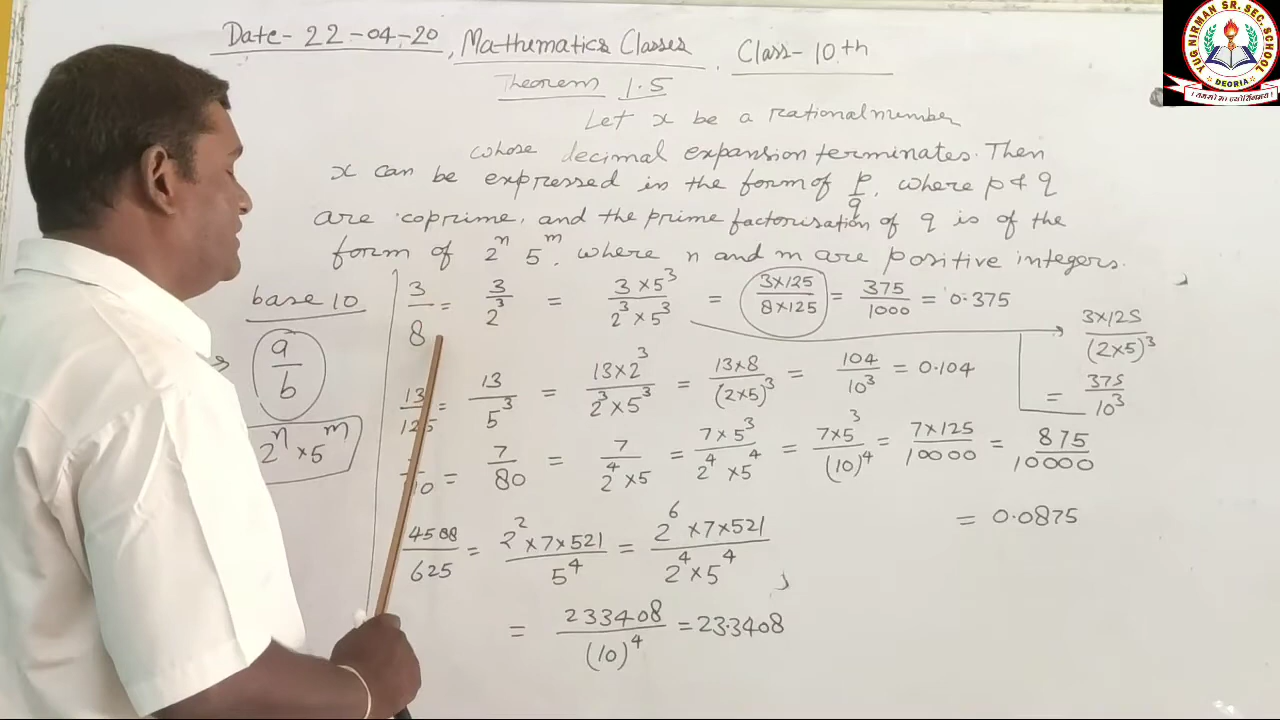 Date- 22-04-20, Mathematics Classes. Class- 10th
Theorem 1.5
Let x be a rational number
whose decimal expansion terminates. Then
x can be expressed in the form of p/q, where p & q
are coprime, and the prime factorisation of q is of the
form of 2^n 5^m, where n and m are positive integers.
base 10
a/b
2^n × 5^m
3/8 = 3/2^3 = 3×5^3/2^3×5^3 = 3×125/8×125 = 375/1000 = 0.375
3×125/(2×5)^3
= 375/10^3
13/125 = 13/5^3 = 13×2^3/2^3×5^3 = 13×8/(2×5)^3 = 104/10^3 = 0.104
= 7/80 = 7/2^4×5 = 7×5^3/2^4×5^4 = 7×5^3/(10)^4 = 7×125/10000 = 875/10000
= 0.0875
4588/625 = 2^2×7×521/5^4 = 2^6×7×521/2^4×5^4
= 233408/(10)^4 = 23.3408
YUG NIRMAN SR. SEC. SCHOOL
DEORIA